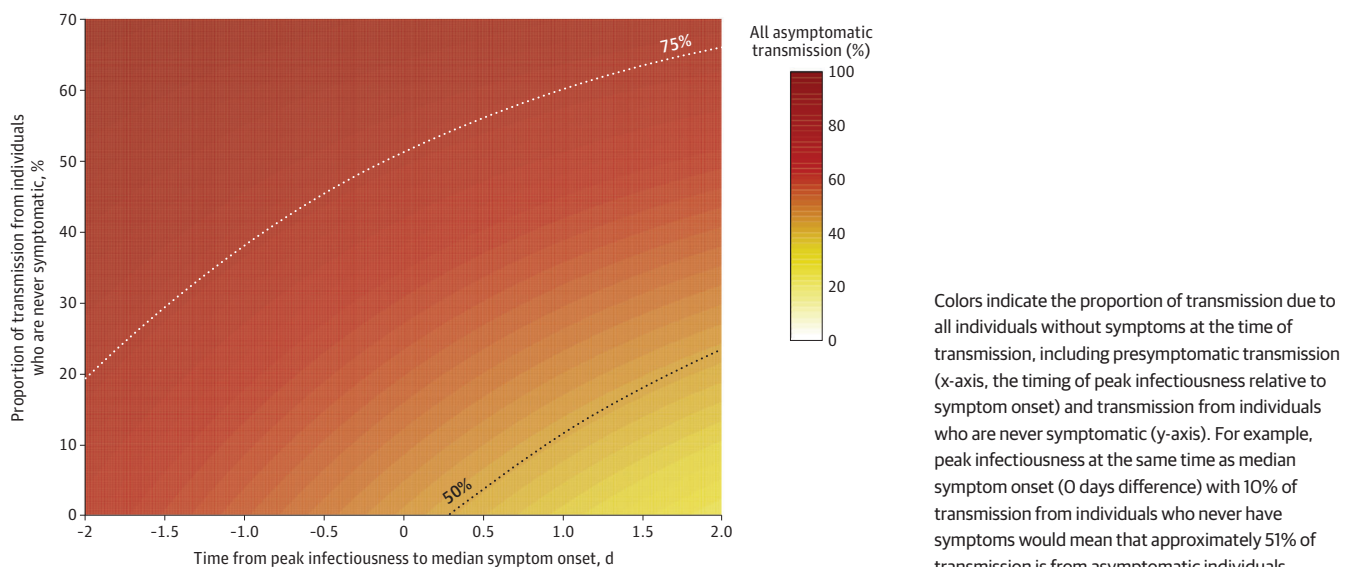 70
60
50
40
30
20
10
0
Proportion of transmission from individuals
who are never symptomatic, %
75%
50%
-2
-1.5
-1.0
-0.5
0
0.5
1.0
1.5
2.0
Time from peak infectiousness to median symptom onset, d
All asymptomatic
transmission (%)
100
80
60
40
20
0
Colors indicate the proportion of transmission due to
all individuals without symptoms at the time of
transmission, including presymptomatic transmission
(x-axis, the timing of peak infectiousness relative to
symptom onset) and transmission from individuals
who are never symptomatic (y-axis). For example,
peak infectiousness at the same time as median
symptom onset (0 days difference) with 10% of
transmission from individuals who never have
symptoms would mean that approximately 51% of
transmission is from asymptomatic individuals